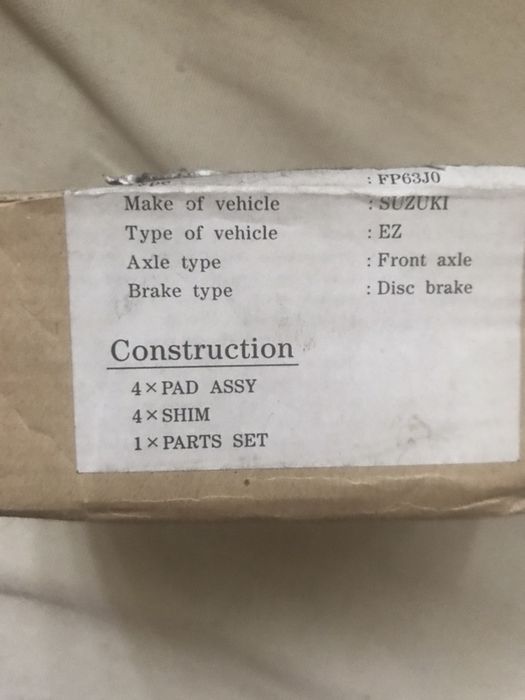 : FP63J0
Make of vehicle : SUZUKI
Type of vehicle : EZ
Axle type : Front axle
Brake type : Disc brake
Construction
4×PAD ASSY
4×SHIM
1×PARTS SET